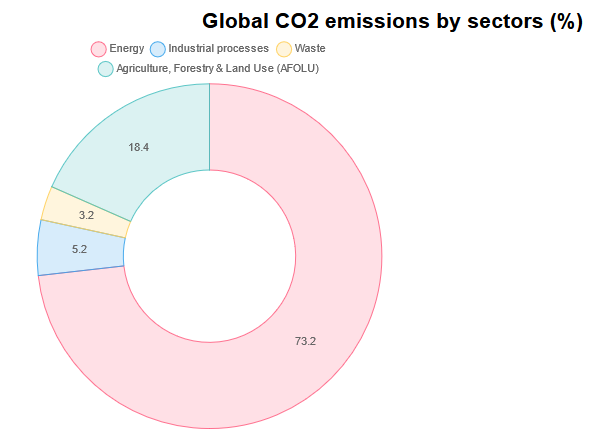 Global CO2 emissions by sectors (%)
Energy Industrial processes Waste
Agriculture, Forestry & Land Use (AFOLU)
18.4
3.2
5.2
73.2